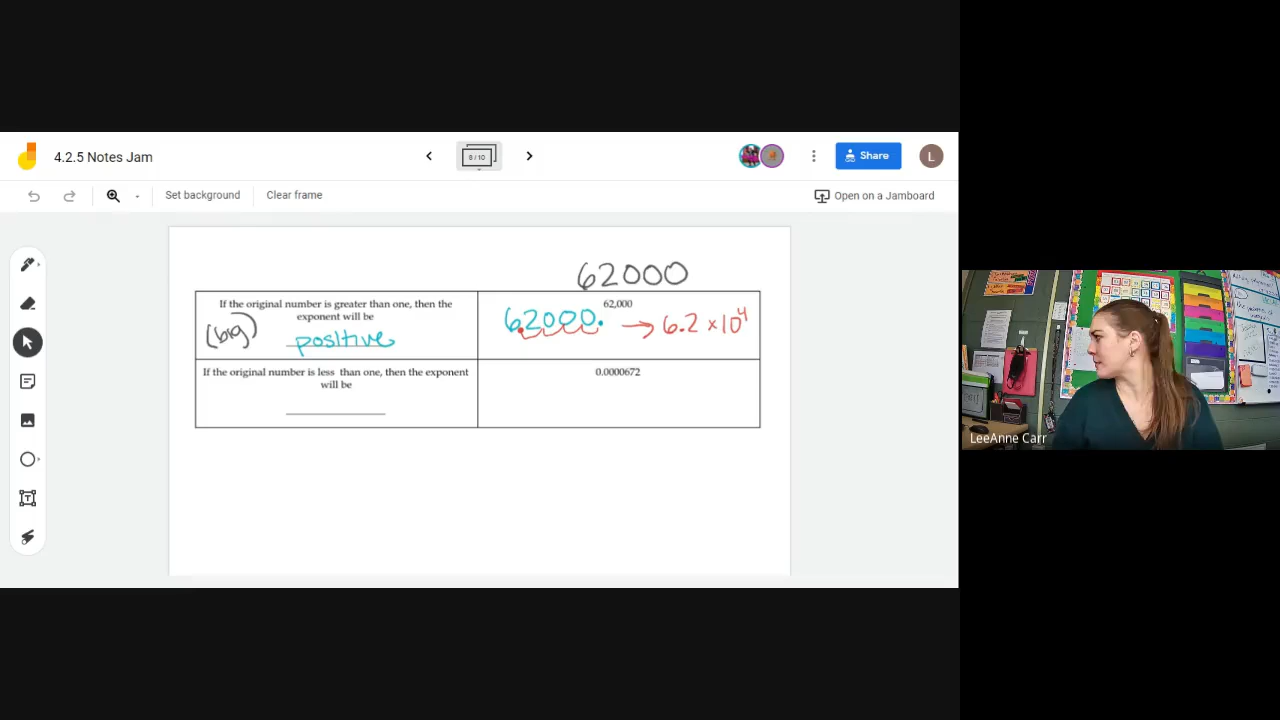 4.2.5 Notes Jam
8 / 10
Share
L
Set background
Clear frame
Open on a Jamboard
62000
If the original number is greater than one, then the
exponent will be
(big)
positive
62,000
62000. → 6.2 × 10⁴
If the original number is less than one, then the exponent
will be
0.0000672
LeeAnne Carr